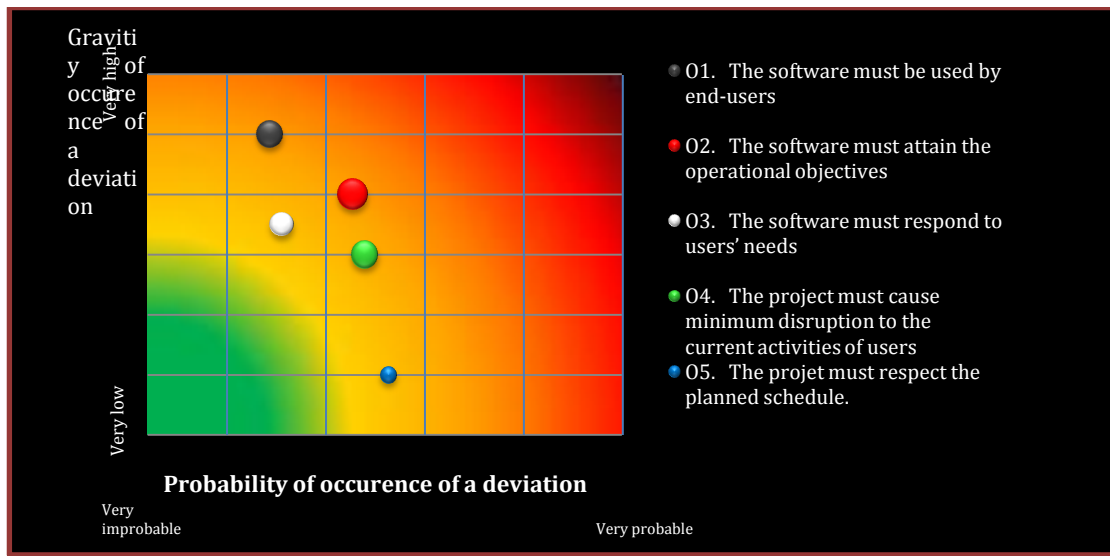 Graviti
y of
occure
nce of
a
deviati
on
Very high
Very low
Probability of occurence of a deviation
Very
improbable
Very probable
O1. The software must be used by
end-users
O2. The software must attain the
operational objectives
O3. The software must respond to
users’ needs
O4. The project must cause
minimum disruption to the
current activities of users
O5. The projet must respect the
planned schedule.